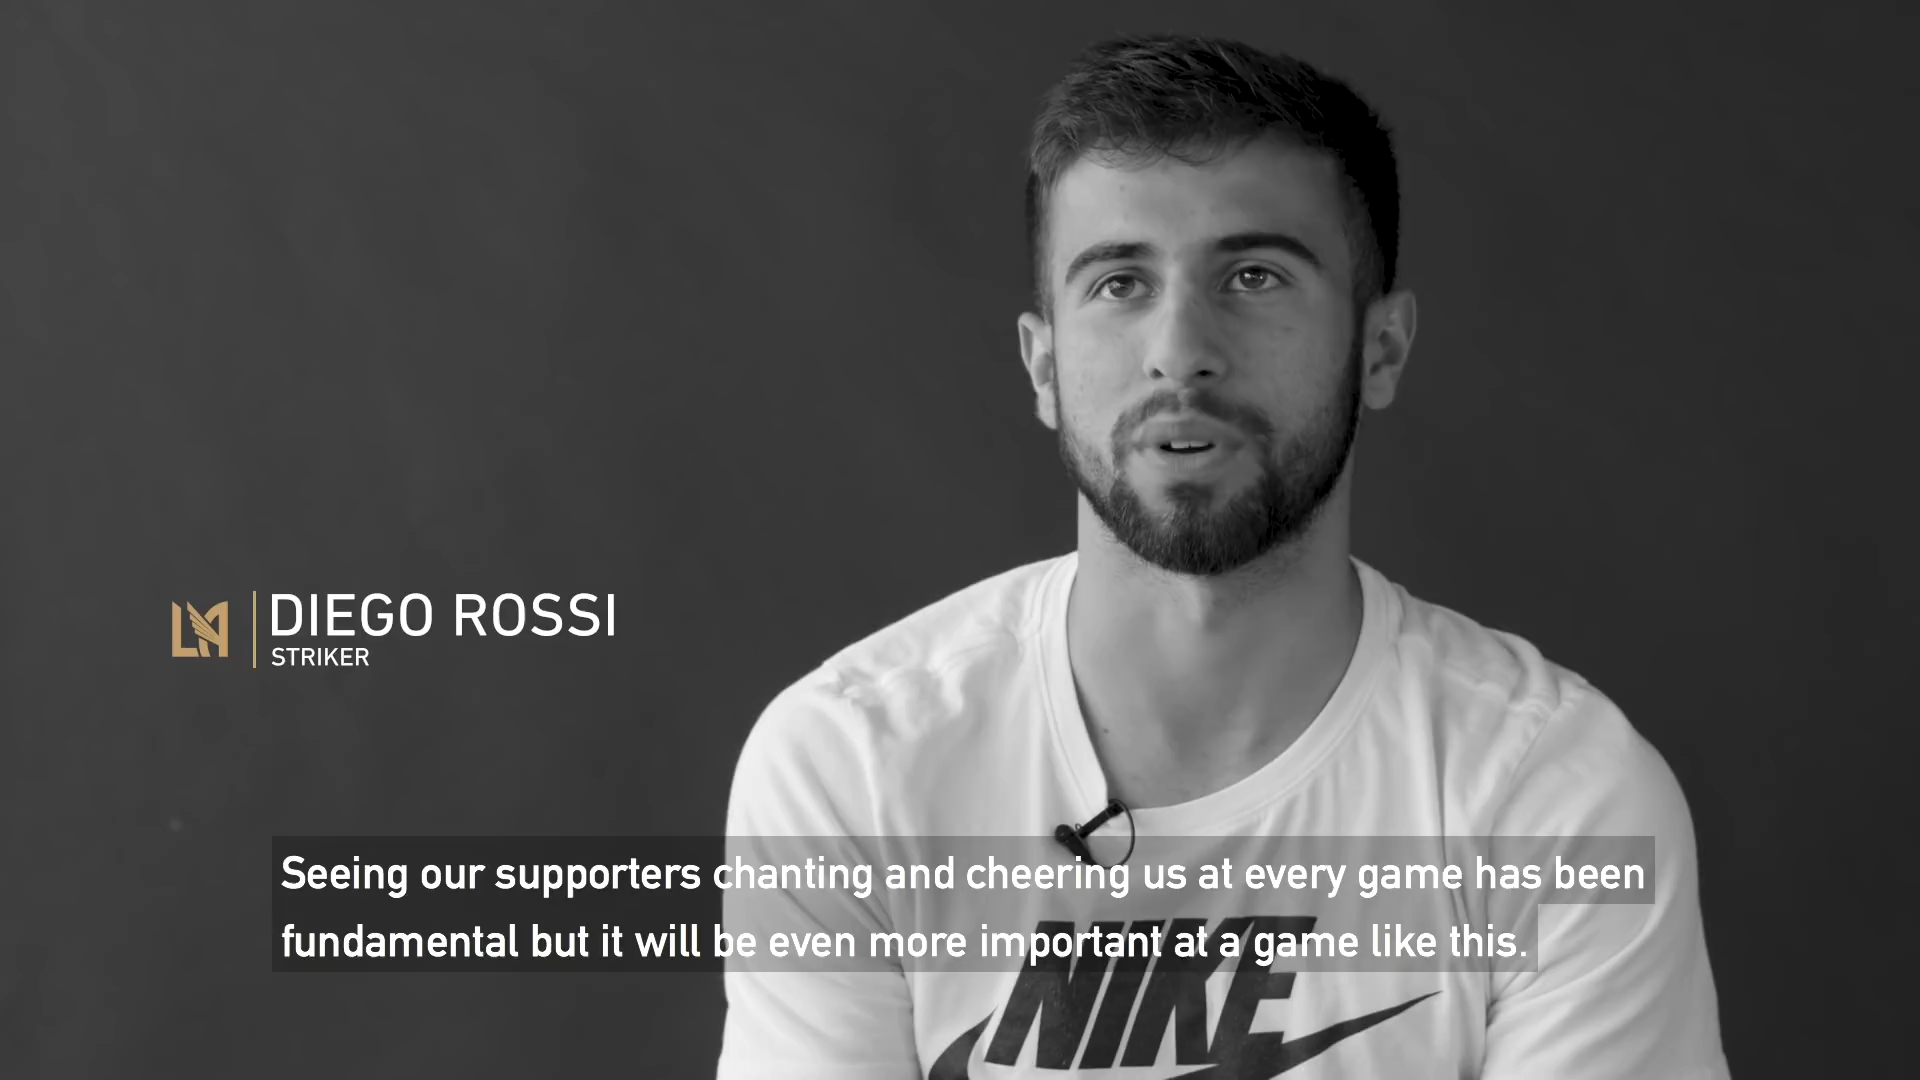 LA
DIEGO ROSSI
STRIKER
Seeing our supporters chanting and cheering us at every game has been
fundamental but it will be even more important at a game like this.
NIKE